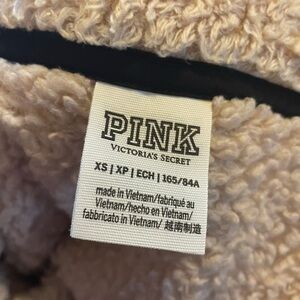 PINK
VICTORIA'S SECRET
XS | XP | ECH | 165/84A
made in Vietnam/fabriqué au
Vietnam/hecho en Vietnam/
fabbricato in Vietnam/ 越南制造